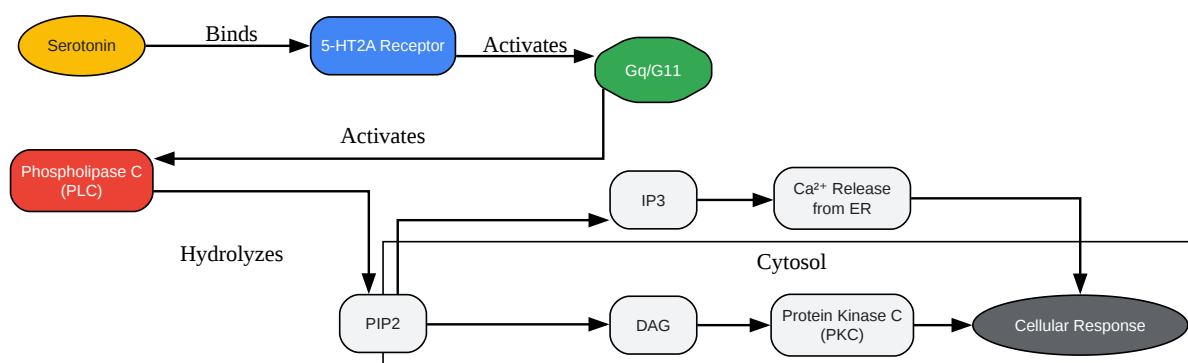 Serotonin
Binds
5-HT2A Receptor
Activates
Gq/G11
Activates
Phospholipase C
(PLC)
Hydrolyzes
IP3
Ca²⁺ Release
from ER
Cytosol
PIP2
DAG
Protein Kinase C
(PKC)
Cellular Response